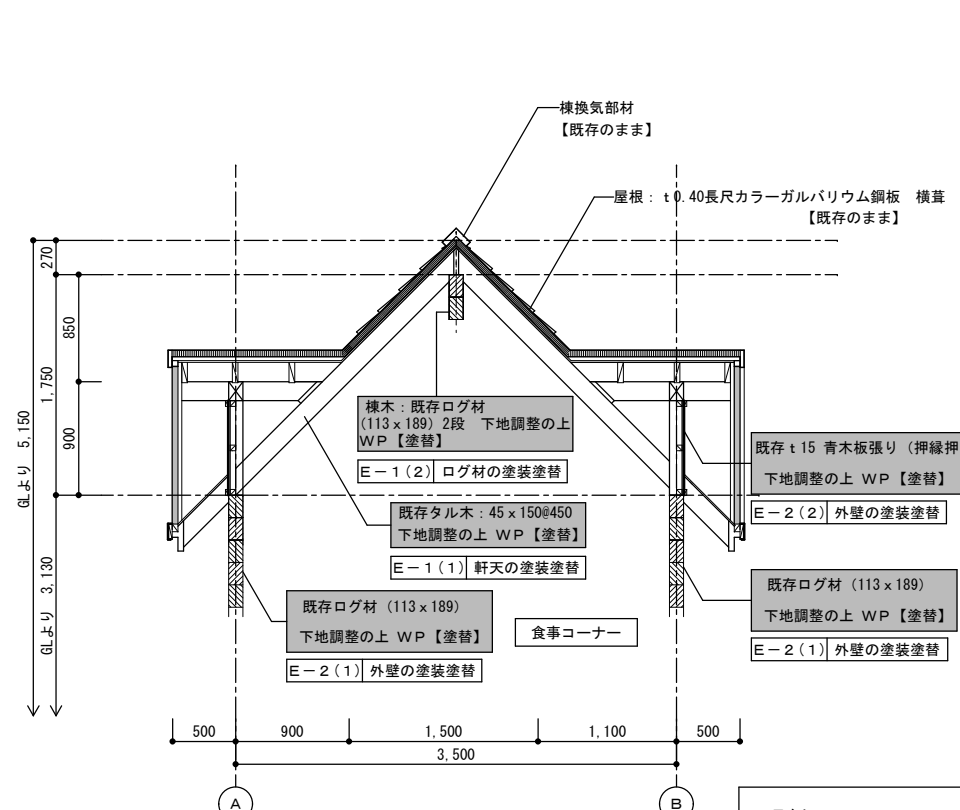 棟換気部材
【既存のまま】
屋根：ｔ0.40長尺カラーガルバリウム鋼板　横葺
【既存のまま】
270
850
1,750
900
GLより　5,150
GLより　3,130
棟木：既存ログ材
(113ｘ189) 2段　下地調整の上
ＷＰ【塗替】
Ｅ－１(２) ログ材の塗装塗替
既存タル木：45ｘ150@450
下地調整の上 ＷＰ【塗替】
Ｅ－１(１) 軒天の塗装塗替
既存ｔ15 青木板張り（押縁押
下地調整の上 ＷＰ【塗替】
Ｅ－２(２) 外壁の塗装塗替
既存ログ材（113ｘ189）
下地調整の上 ＷＰ【塗替】
Ｅ－２(１) 外壁の塗装塗替
食事コーナー
既存ログ材（113ｘ189）
下地調整の上 ＷＰ【塗替】
Ｅ－２(１) 外壁の塗装塗替
500 900 1,500 1,100 500
3,500
A B